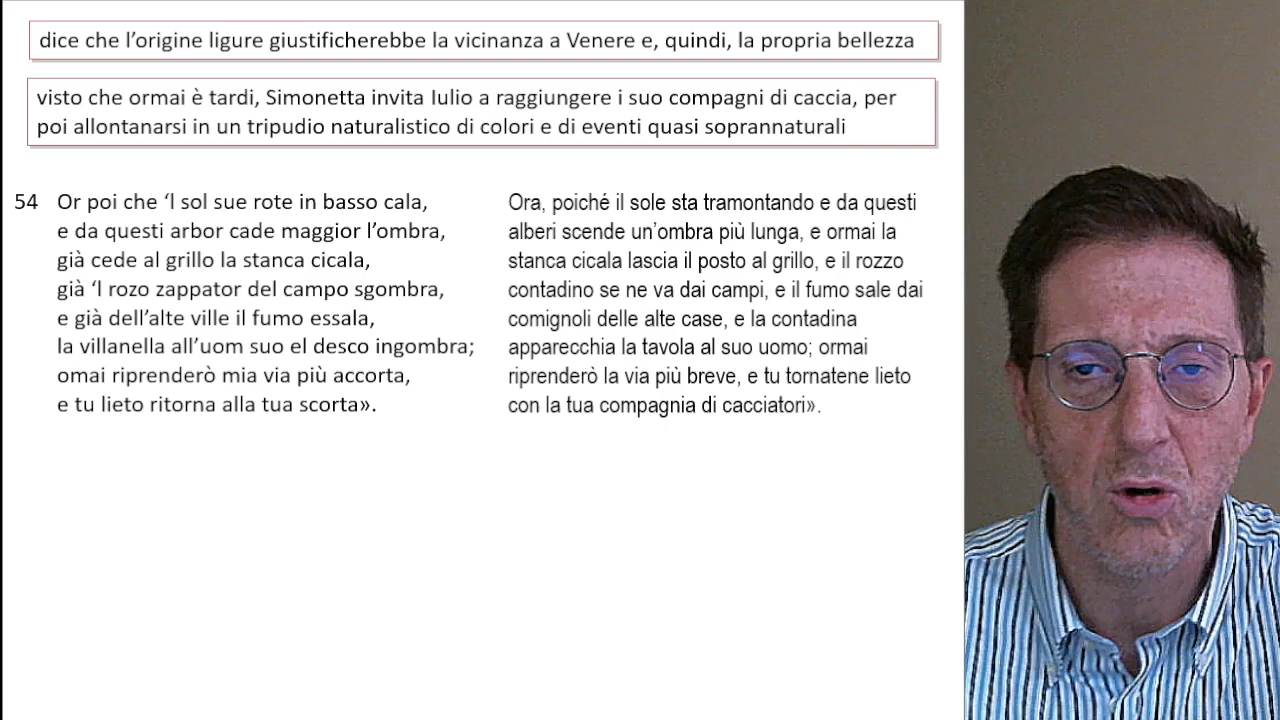 dice che l'origine ligure giustificherebbe la vicinanza a Venere e, quindi, la propria bellezza
visto che ormai è tardi, Simonetta invita Iulio a raggiungere i suo compagni di caccia, per
poi allontanarsi in un tripudio naturalistico di colori e di eventi quasi soprannaturali
54 Or poi che ‘l sol sue rote in basso cala,
e da questi arbor cade maggior l’ombra,
già cede al grillo la stanca cicala,
già ‘l rozo zappator del campo sgombra,
e già dell’alte ville il fumo essala,
la villanella all’uom suo el desco ingombra;
omai riprenderò mia via più accorta,
e tu lieto ritorna alla tua scorta».
Ora, poiché il sole sta tramontando e da questi
alberi scende un’ombra più lunga, e ormai la
stanca cicala lascia il posto al grillo, e il rozzo
contadino se ne va dai campi, e il fumo sale dai
comignoli delle alte case, e la contadina
apparecchia la tavola al suo uomo; ormai
riprenderò la via più breve, e tu tornatene lieto
con la tua compagnia di cacciatori».